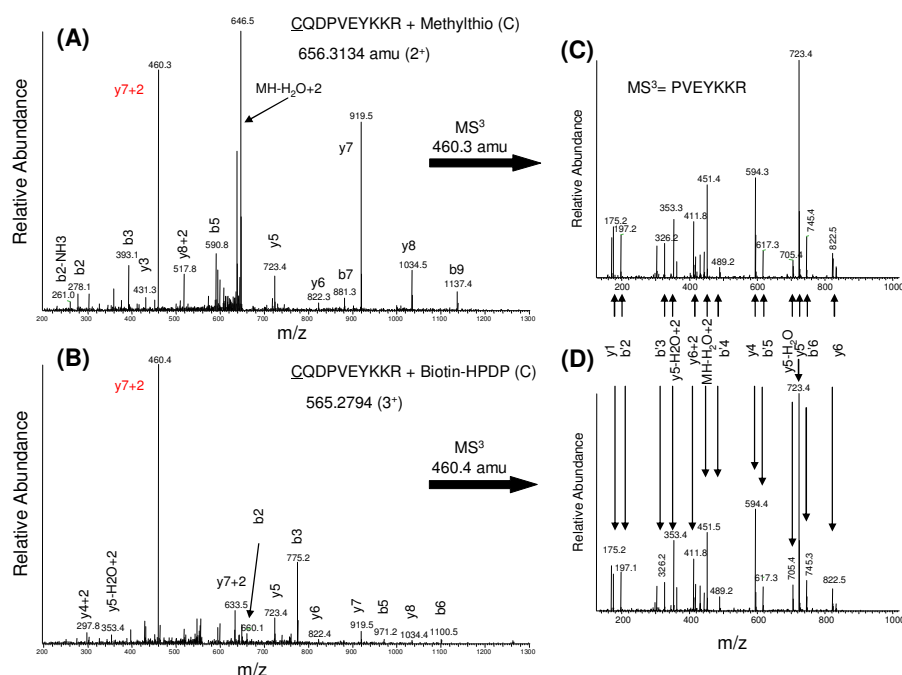 (A)
CQDPVEYKKR + Methylthio (C)
656.3134 amu (2+)
646.5
460.3
y7+2
MH-H2O+2
919.5
y7
b2-NH3
261.0
b2
278.1
b3
393.1
y3
431.3
y8+2
517.8
b5
590.8
y5
723.4
y6
822.3
b7
881.3
y8
1034.5
b9
1137.4
Relative Abundance
200 300 400 500 600 700 800 900 1000 1100 1200 1300
m/z
MS3
460.3 amu
(B)
CQDPVEYKKR + Biotin-HPDP (C)
565.2794 (3+)
460.4
y7+2
y4+2
297.8
y5-H2O+2
353.4
y7+2
633.5
b2
660.1
y5
723.4
b3
775.2
y6
822.4
y7
919.5
b5
971.2
y8
1034.4
b6
1100.5
Relative Abundance
200 300 400 500 600 700 800 900 1000 1100 1200 1300
m/z
MS3
460.4 amu
(C)
MS3= PVEYKKR
723.4
175.2
197.2
326.2
353.3
411.8
451.4
489.2
594.3
617.3
705.4
745.4
822.5
Relative Abundance
200 400 600 800 1000
m/z
y1
b'2
b'3
y5-H2O+2
y6+2
MH-H2O+2
b'4
y4
b'5
y5-H2O
y5
b'6
y6
(D)
723.4
175.2
197.1
326.2
353.4
411.8
451.5
489.2
594.4
617.3
705.4
745.3
822.5
Relative Abundance
200 400 600 800 1000
m/z